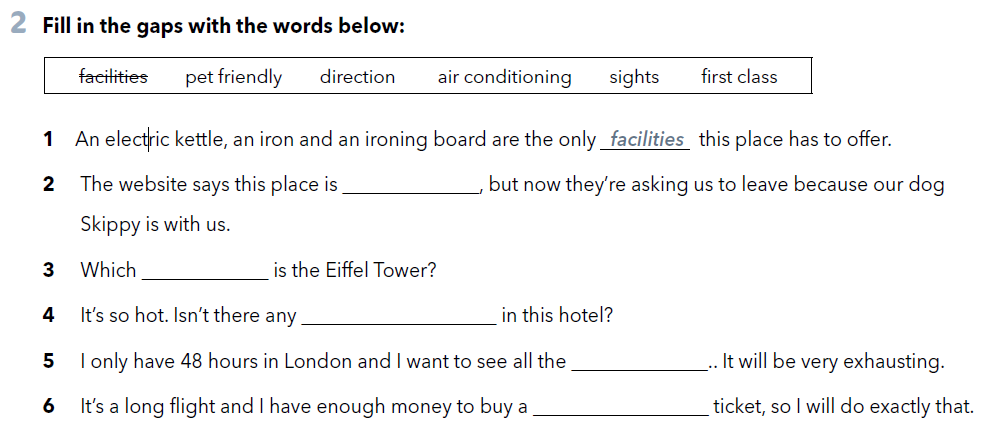 2 Fill in the gaps with the words below:
facilities pet friendly direction air conditioning sights first class
1 An electric kettle, an iron and an ironing board are the only facilities this place has to offer.
2 The website says this place is ______________, but now they’re asking us to leave because our dog
Skippy is with us.
3 Which _____________ is the Eiffel Tower?
4 It’s so hot. Isn’t there any ____________________ in this hotel?
5 I only have 48 hours in London and I want to see all the ______________.. It will be very exhausting.
6 It’s a long flight and I have enough money to buy a __________________ ticket, so I will do exactly that.